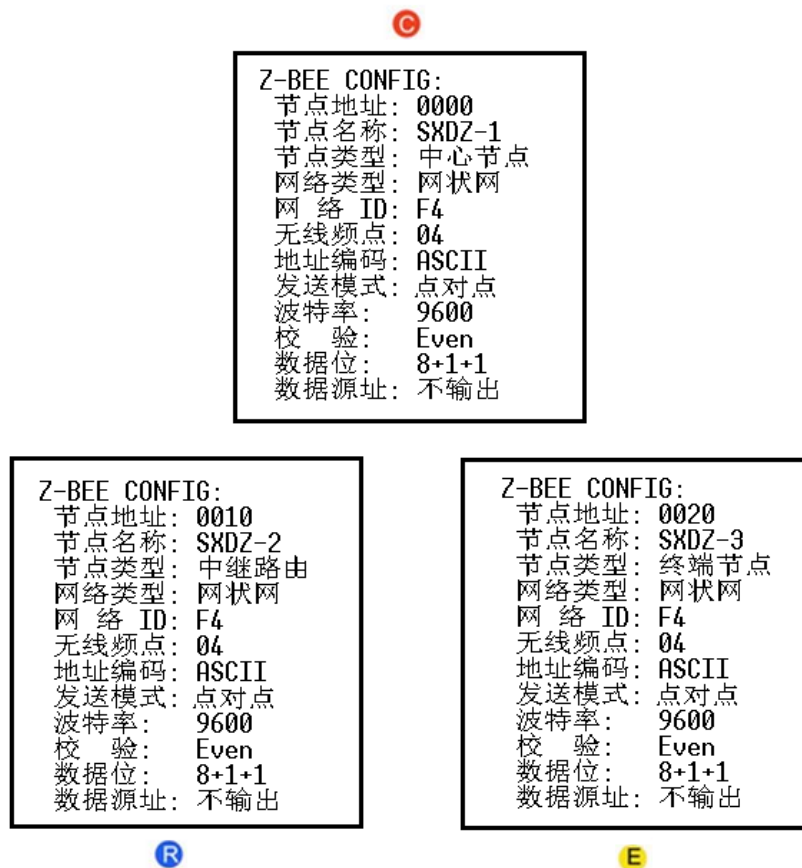 C
Z-BEE CONFIG:
节点地址: 0000
节点名称: SXDZ-1
节点类型: 中心节点
网络类型: 网状网
网 络 ID: F4
无线频点: 04
地址编码: ASCII
发送模式: 点对点
波特率: 9600
校 验: Even
数据位: 8+1+1
数据源址: 不输出
Z-BEE CONFIG:
节点地址: 0010
节点名称: SXDZ-2
节点类型: 中继路由
网络类型: 网状网
网 络 ID: F4
无线频点: 04
地址编码: ASCII
发送模式: 点对点
波特率: 9600
校 验: Even
数据位: 8+1+1
数据源址: 不输出
R
Z-BEE CONFIG:
节点地址: 0020
节点名称: SXDZ-3
节点类型: 终端节点
网络类型: 网状网
网 络 ID: F4
无线频点: 04
地址编码: ASCII
发送模式: 点对点
波特率: 9600
校 验: Even
数据位: 8+1+1
数据源址: 不输出
E